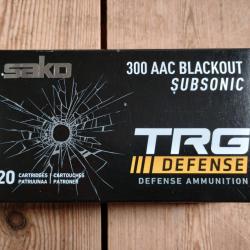 SAKO
300 AAC BLACKOUT
SUBSONIC
TRG
DEFENSE
DEFENSE AMMUNITION
20 CARTRIDGES / CARTOUCHES
PATRUUNAA / PATRONER